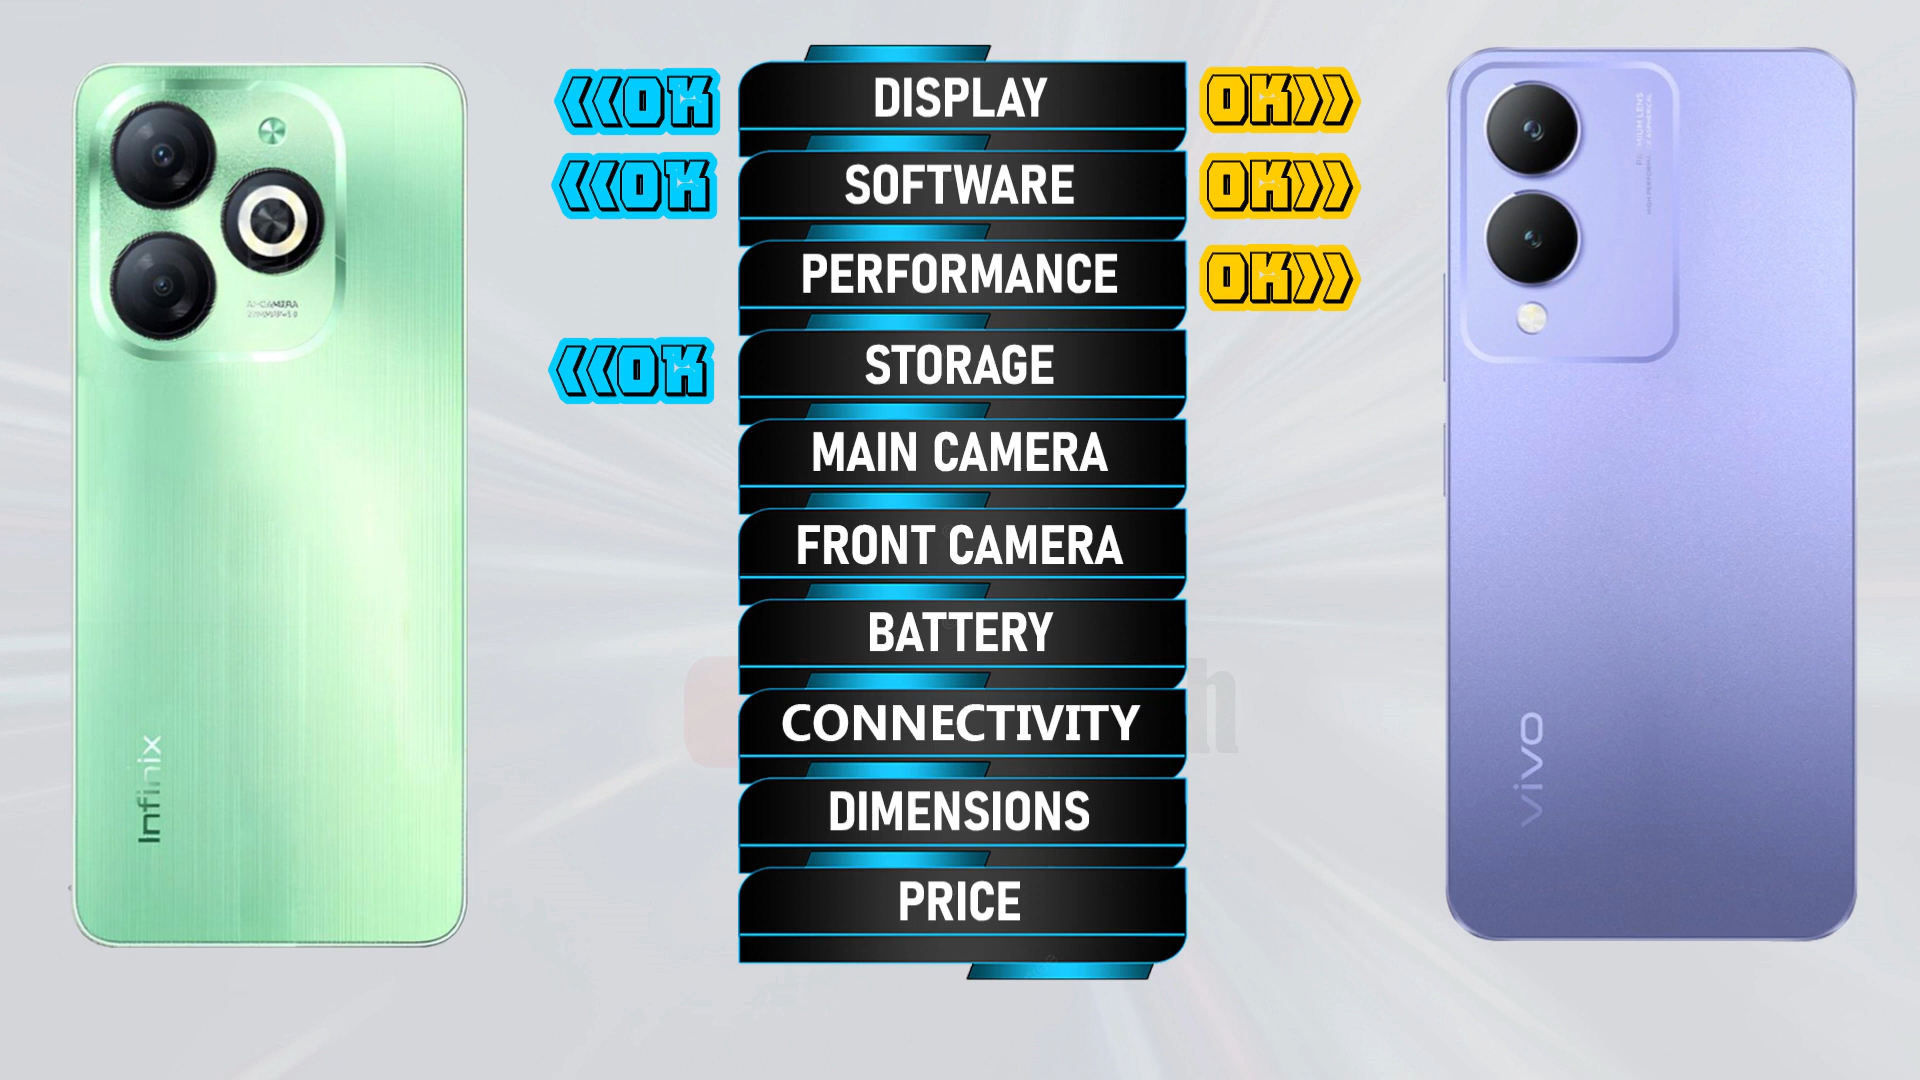 <<OK DISPLAY OK>>
<<OK SOFTWARE OK>>
PERFORMANCE OK>>
<<OK STORAGE
MAIN CAMERA
FRONT CAMERA
BATTERY
CONNECTIVITY
DIMENSIONS
PRICE
Infinix
vivo